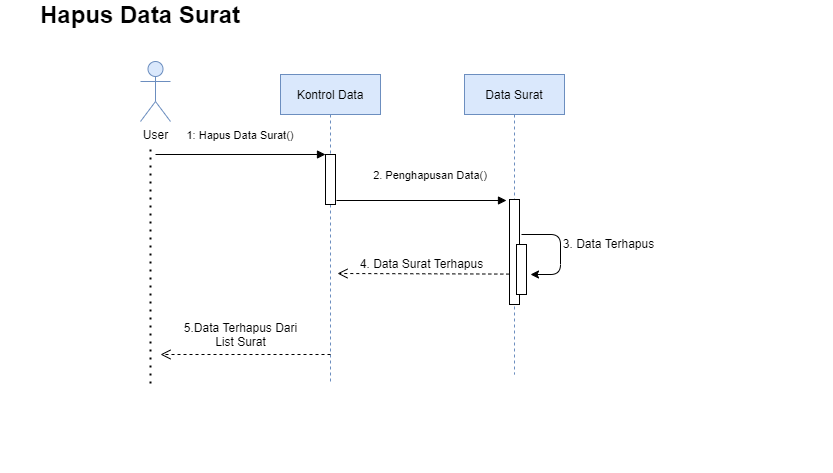 Hapus Data Surat
Kontrol Data
Data Surat
User
1: Hapus Data Surat()
2. Penghapusan Data()
3. Data Terhapus
4. Data Surat Terhapus
5.Data Terhapus Dari
List Surat